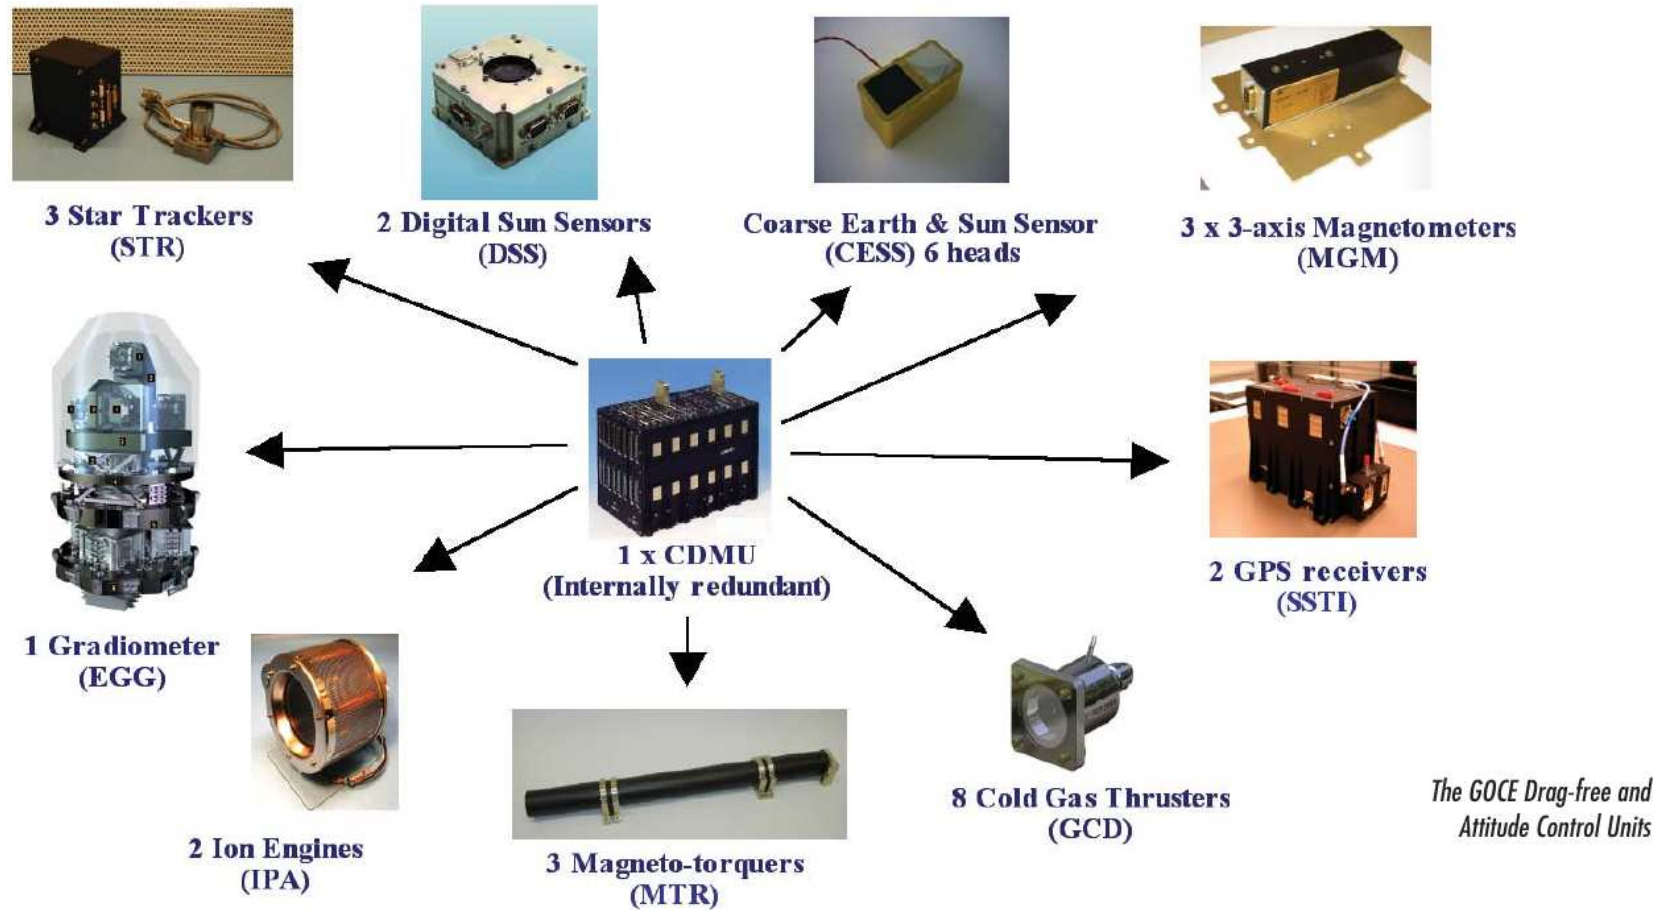 3 Star Trackers
(STR)
2 Digital Sun Sensors
(DSS)
Coarse Earth & Sun Sensor
(CESS) 6 heads
3 x 3-axis Magnetometers
(MGM)
1 x CDMU
(Internally redundant)
2 GPS receivers
(SSTI)
1 Gradiometer
(EGG)
2 Ion Engines
(IPA)
3 Magneto-torquers
(MTR)
8 Cold Gas Thrusters
(GCD)
The GOCE Drag-free and
Attitude Control Units